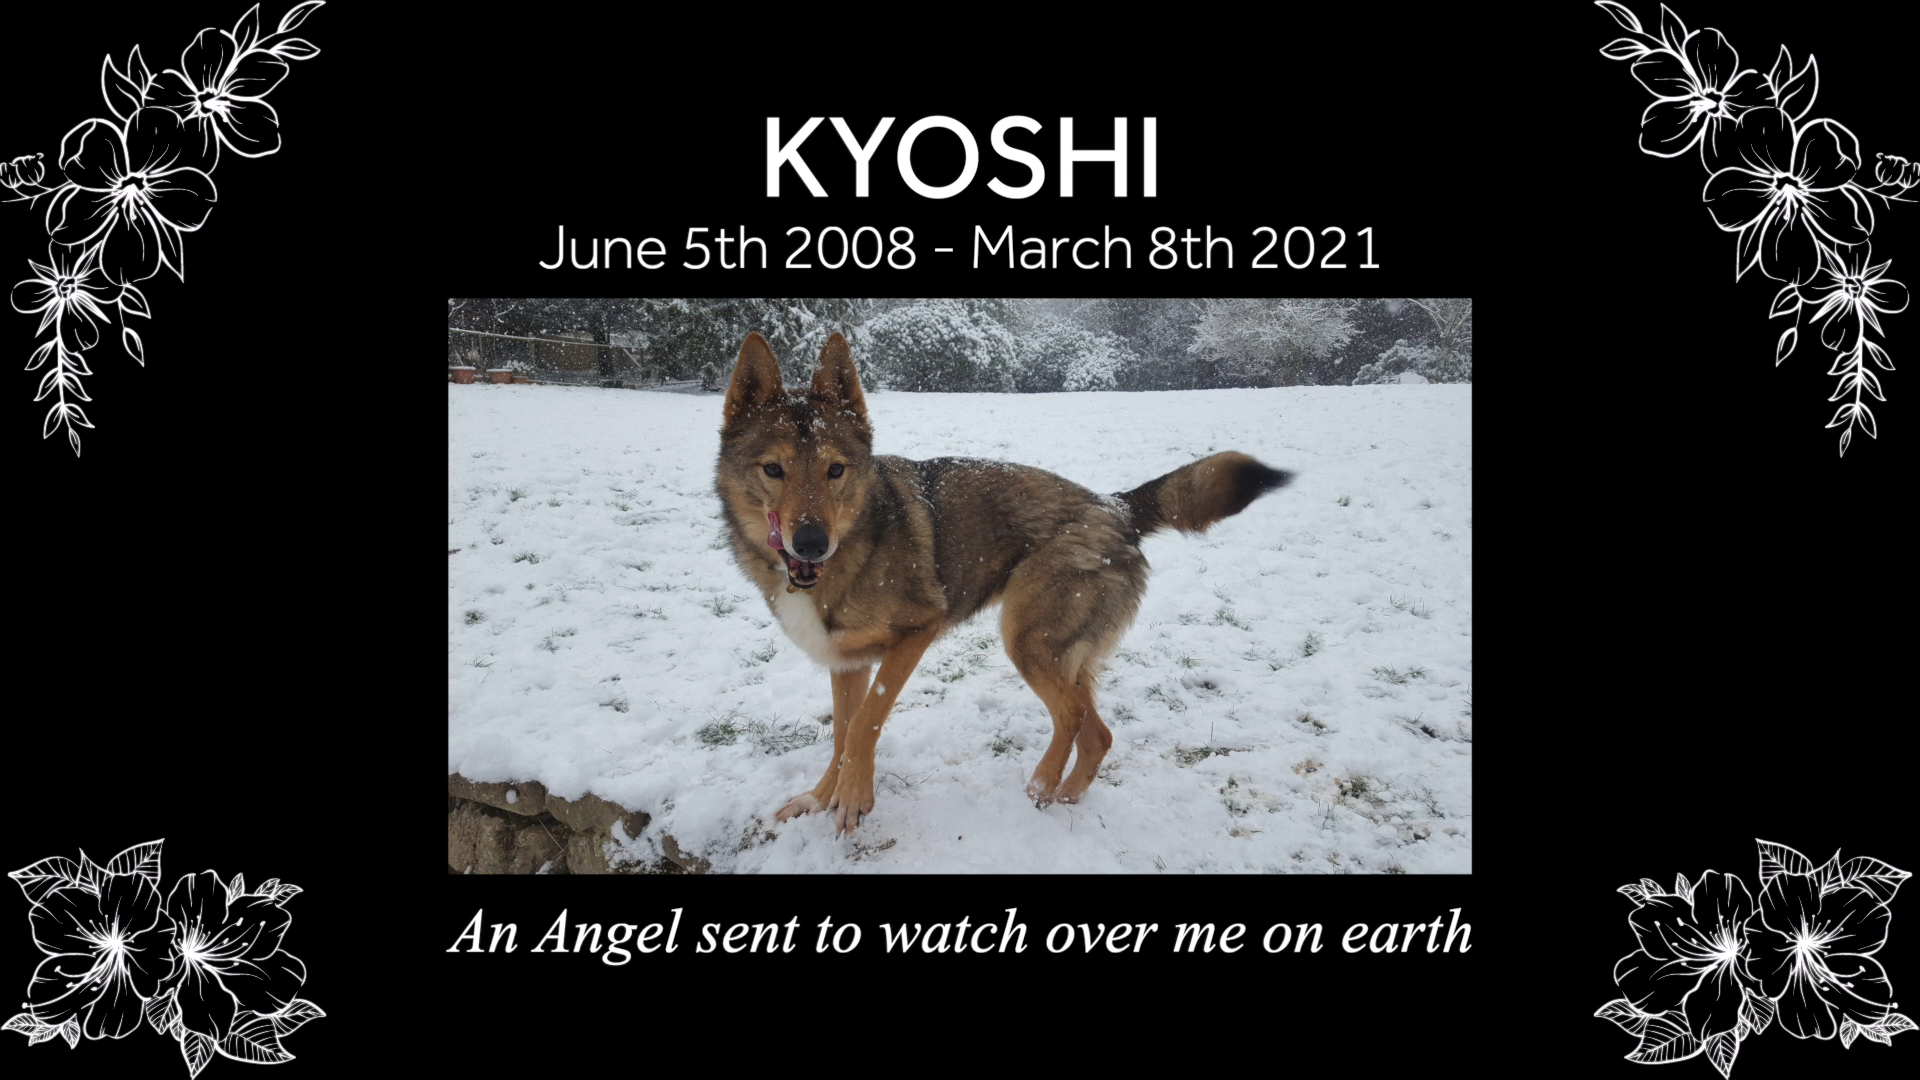 KYOSHI
June 5th 2008 - March 8th 2021
An Angel sent to watch over me on earth